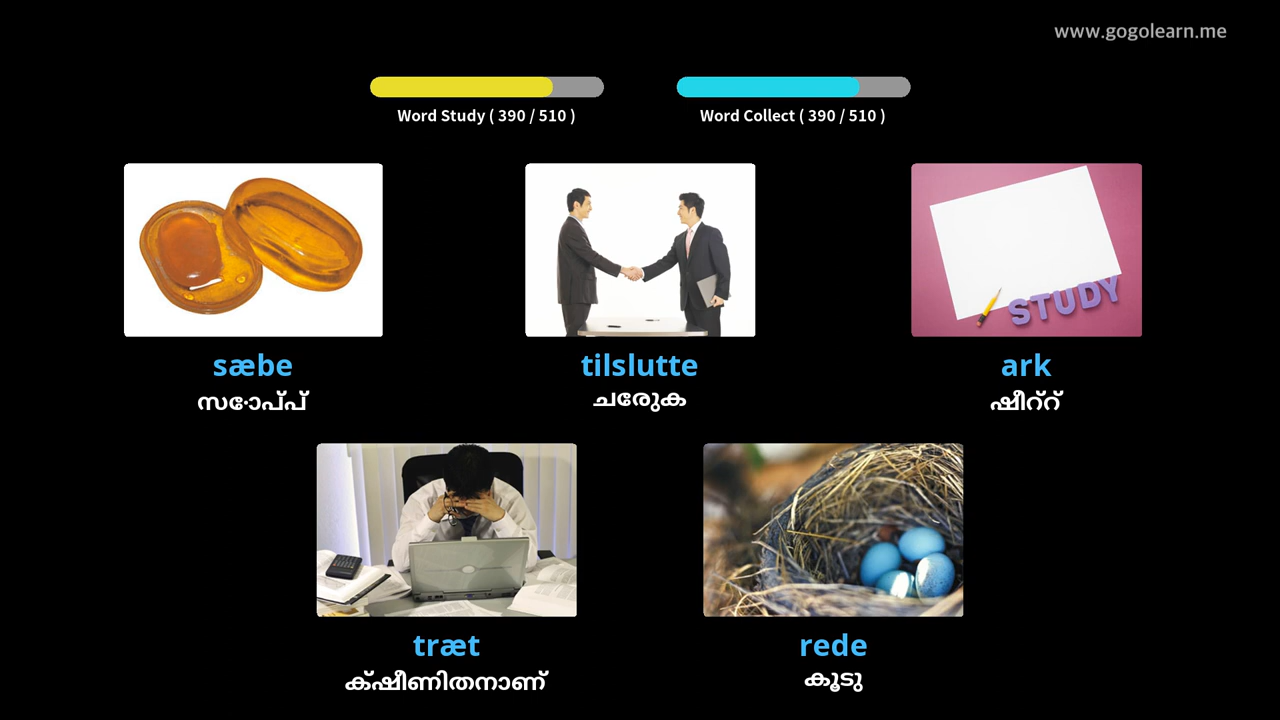 www.gogolearn.me
Word Study ( 390 / 510 )
Word Collect ( 390 / 510 )
STUDY
sæbe
സോപ്പ്
tilslutte
ചേരുക
ark
ഷീറ്റ്
træt
ക്ഷീണിതനാണ്
rede
കൂടു